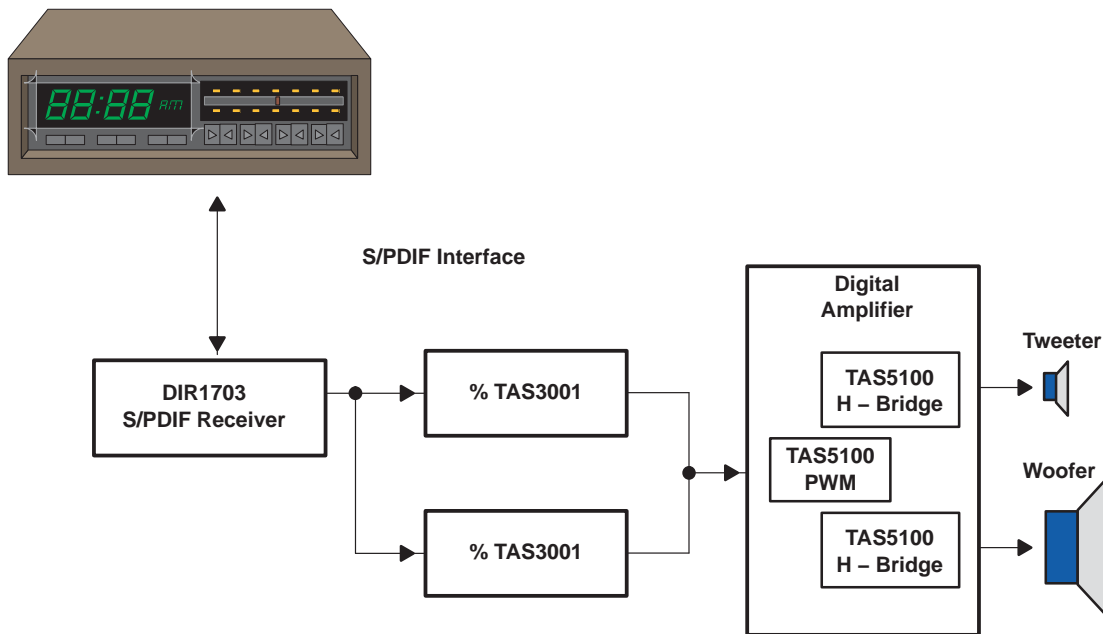 88:88 AM
S/PDIF Interface
DIR1703
S/PDIF Receiver
% TAS3001
% TAS3001
Digital
Amplifier
TAS5100
H – Bridge
TAS5100
PWM
TAS5100
H – Bridge
Tweeter
Woofer